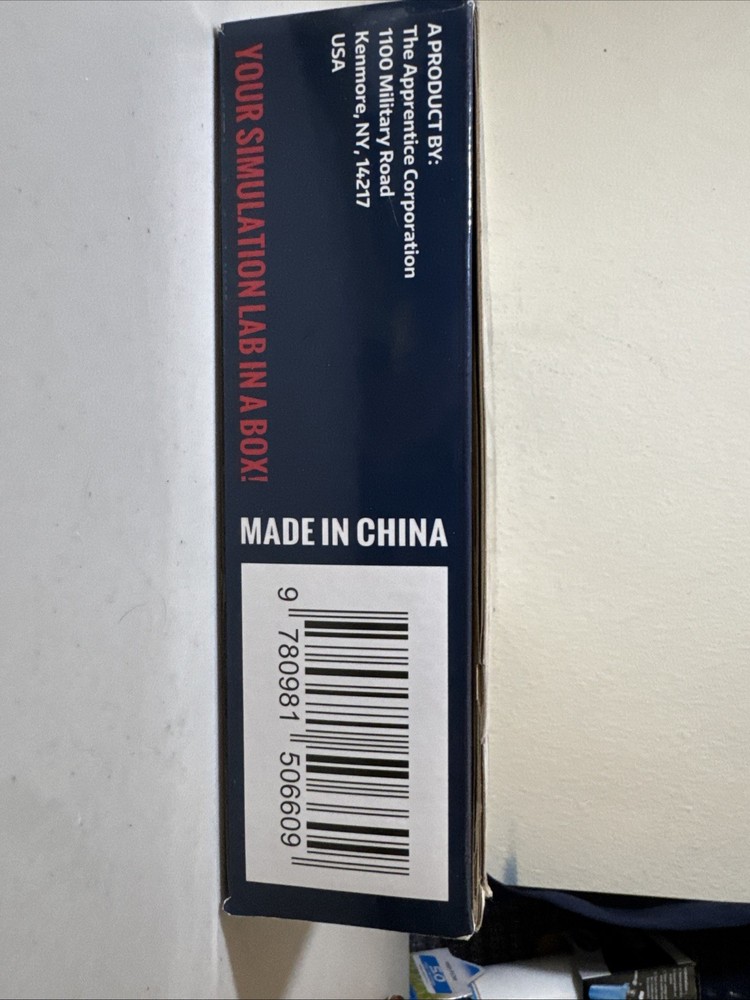 A PRODUCT BY:
The Apprentice Corporation
1100 Military Road
Kenmore, NY, 14217
USA
YOUR SIMULATION LAB IN A BOX!
MADE IN CHINA
9 780981 506609
50